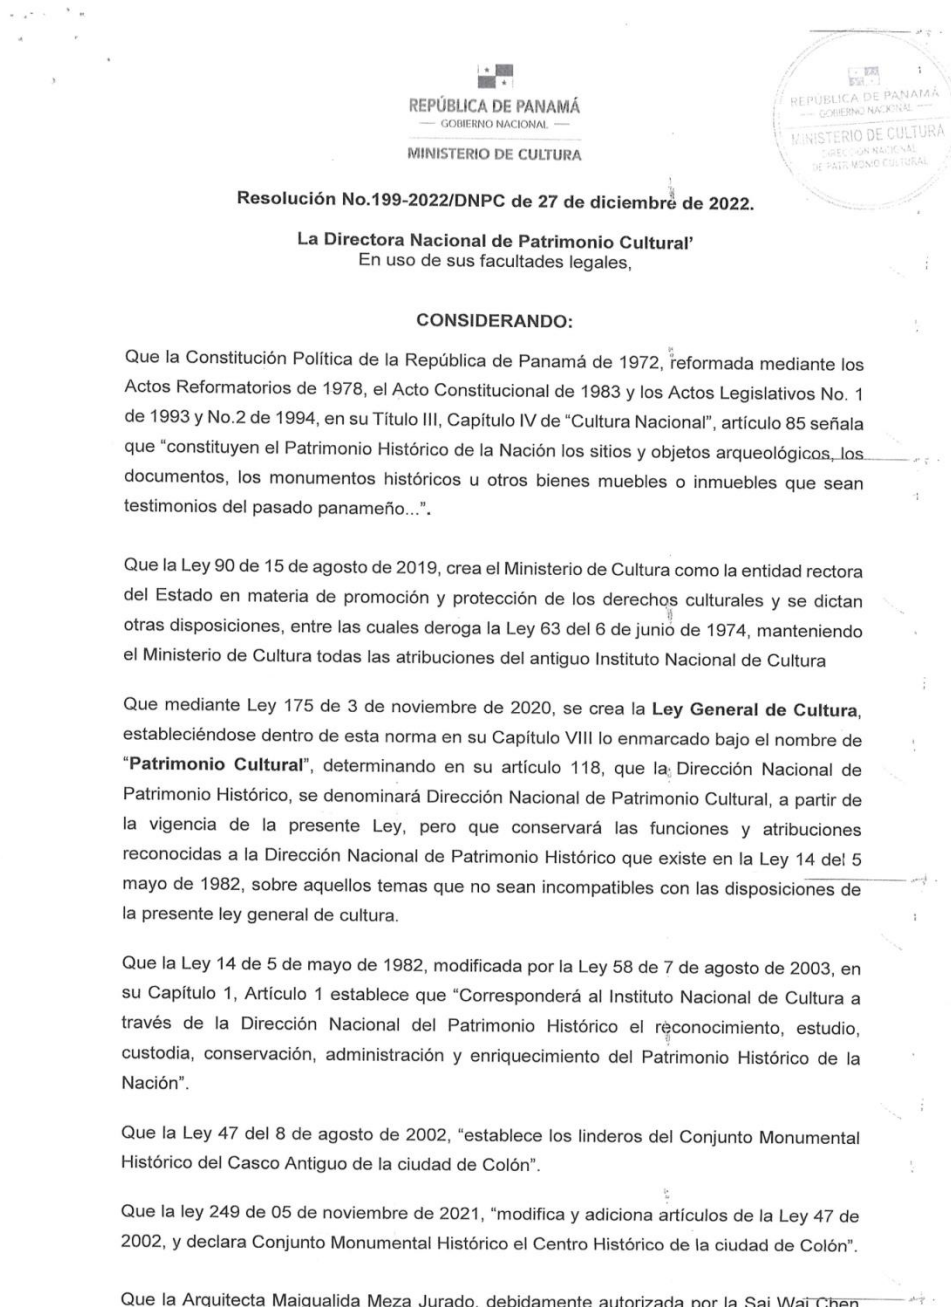 REPÚBLICA DE PANAMÁ
— GOBIERNO NACIONAL —
MINISTERIO DE CULTURA
REPÚBLICA DE PANAMÁ
— GOBIERNO NACIONAL —
MINISTERIO DE CULTURA
DIRECCIÓN NACIONAL
DE PATRIMONIO CULTURAL
Resolución No.199-2022/DNPC de 27 de diciembre de 2022.
La Directora Nacional de Patrimonio Cultural’
En uso de sus facultades legales,
CONSIDERANDO:
Que la Constitución Política de la República de Panamá de 1972, reformada mediante los
Actos Reformatorios de 1978, el Acto Constitucional de 1983 y los Actos Legislativos No. 1
de 1993 y No.2 de 1994, en su Título III, Capítulo IV de “Cultura Nacional”, artículo 85 señala
que “constituyen el Patrimonio Histórico de la Nación los sitios y objetos arqueológicos, los
documentos, los monumentos históricos u otros bienes muebles o inmuebles que sean
testimonios del pasado panameño...”.
Que la Ley 90 de 15 de agosto de 2019, crea el Ministerio de Cultura como la entidad rectora
del Estado en materia de promoción y protección de los derechos culturales y se dictan
otras disposiciones, entre las cuales deroga la Ley 63 del 6 de junio de 1974, manteniendo
el Ministerio de Cultura todas las atribuciones del antiguo Instituto Nacional de Cultura
Que mediante Ley 175 de 3 de noviembre de 2020, se crea la Ley General de Cultura,
estableciéndose dentro de esta norma en su Capítulo VIII lo enmarcado bajo el nombre de
“Patrimonio Cultural”, determinando en su artículo 118, que la Dirección Nacional de
Patrimonio Histórico, se denominará Dirección Nacional de Patrimonio Cultural, a partir de
la vigencia de la presente Ley, pero que conservará las funciones y atribuciones
reconocidas a la Dirección Nacional de Patrimonio Histórico que existe en la Ley 14 del 5
mayo de 1982, sobre aquellos temas que no sean incompatibles con las disposiciones de
la presente ley general de cultura.
Que la Ley 14 de 5 de mayo de 1982, modificada por la Ley 58 de 7 de agosto de 2003, en
su Capítulo 1, Artículo 1 establece que “Corresponderá al Instituto Nacional de Cultura a
través de la Dirección Nacional del Patrimonio Histórico el reconocimiento, estudio,
custodia, conservación, administración y enriquecimiento del Patrimonio Histórico de la
Nación”.
Que la Ley 47 del 8 de agosto de 2002, “establece los linderos del Conjunto Monumental
Histórico del Casco Antiguo de la ciudad de Colón”.
Que la ley 249 de 05 de noviembre de 2021, “modifica y adiciona artículos de la Ley 47 de
2002, y declara Conjunto Monumental Histórico el Centro Histórico de la ciudad de Colón”.
Que la Arquitecta Maigualida Meza Jurado, debidamente autorizada por la Sai Wai Chen